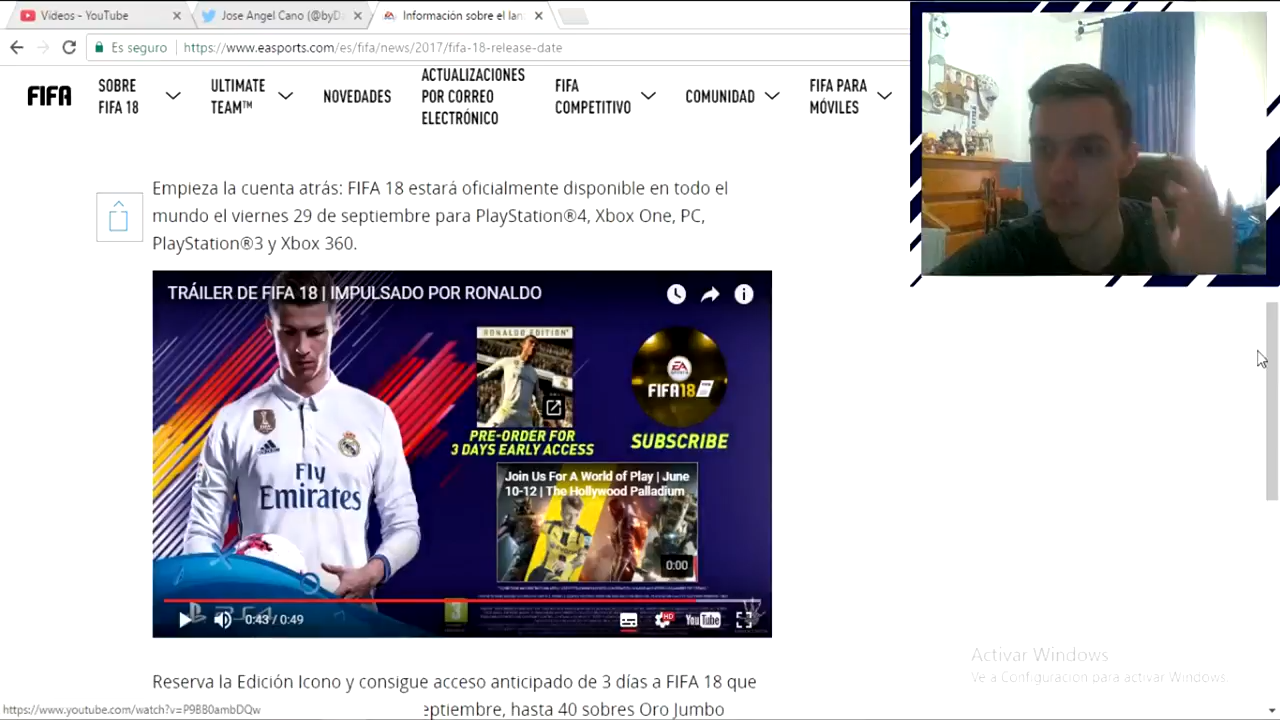 Vídeos - YouTube
Jose Angel Cano (@byD
Información sobre el lan
Es seguro
https://www.easports.com/es/fifa/news/2017/fifa-18-release-date
FIFA
SOBRE
FIFA 18
ULTIMATE
TEAM™
NOVEDADES
ACTUALIZACIONES
POR CORREO
ELECTRÓNICO
FIFA
COMPETITIVO
COMUNIDAD
FIFA PARA
MÓVILES
Empieza la cuenta atrás: FIFA 18 estará oficialmente disponible en todo el
mundo el viernes 29 de septiembre para PlayStation®4, Xbox One, PC,
PlayStation®3 y Xbox 360.
TRÁILER DE FIFA 18 | IMPULSADO POR RONALDO
RONALDO EDITION
PRE-ORDER FOR
3 DAYS EARLY ACCESS
EA
SPORTS
FIFA18
SUBSCRIBE
Join Us For A World of Play | June
10-12 | The Hollywood Palladium
0:00
adidas
Fly
Emirates
0:43 / 0:44
HD
YouTube
Reserva la Edición Icono y consigue acceso anticipado de 3 días a FIFA 18 que
eptiembre, hasta 40 sobres Oro Jumbo
https://www.youtube.com/watch?v=P9BB0ambDQw
Activar Windows
Ve a Configuración para activar Windows.